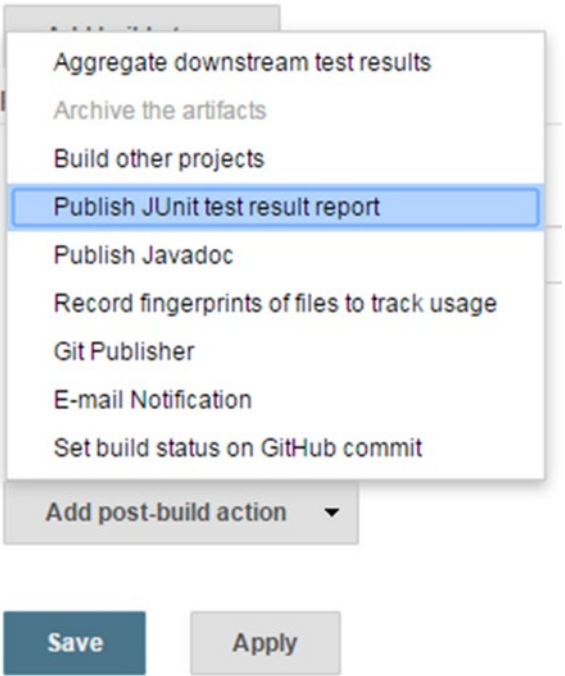 Aggregate downstream test results
Archive the artifacts
Build other projects
Publish JUnit test result report
Publish Javadoc
Record fingerprints of files to track usage
Git Publisher
E-mail Notification
Set build status on GitHub commit
Add post-build action
Save
Apply